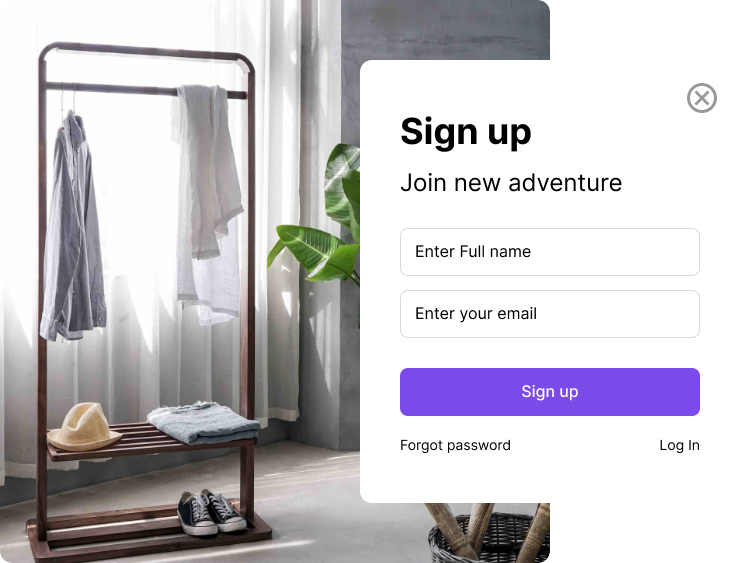 Sign up
Join new adventure
Enter Full name
Enter your email
Sign up
Forgot password Log In